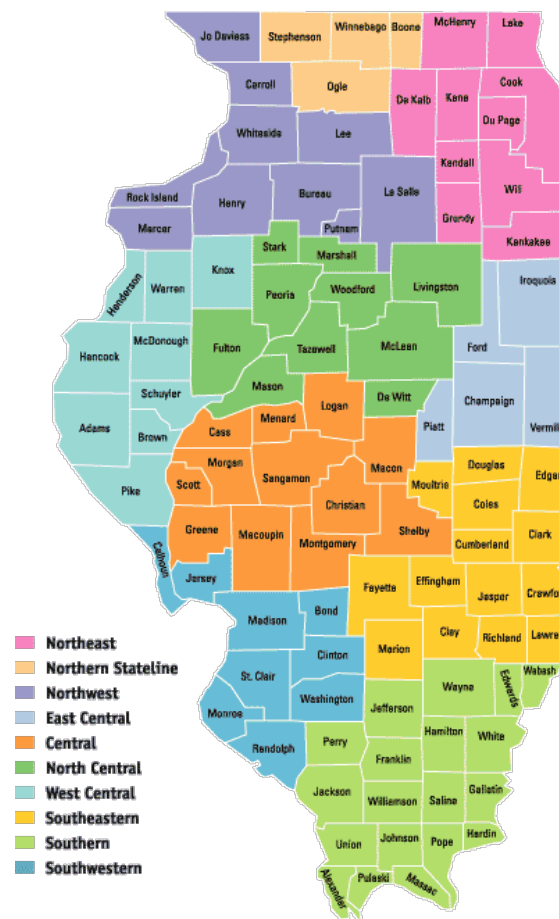 Jo Daviess
Stephenson
Winnebago
Boone
McHenry
Lake
Carroll
Ogle
De Kalb
Kane
Cook
Du Page
Whiteside
Lee
Kendall
Will
Rock Island
Henry
Bureau
La Salle
Grundy
Mercer
Putnam
Kankakee
Stark
Marshall
Henderson
Warren
Knox
Peoria
Woodford
Livingston
Iroquois
Hancock
McDonough
Fulton
Tazewell
McLean
Ford
Schuyler
Mason
Logan
De Witt
Champaign
Adams
Brown
Cass
Menard
Piatt
Vermil
Pike
Scott
Morgan
Sangamon
Macon
Moultrie
Douglas
Edgar
Christian
Coles
Greene
Macoupin
Montgomery
Shelby
Cumberland
Clark
Calhoun
Jersey
Fayette
Effingham
Jasper
Crawfo
Madison
Bond
Clay
Richland
Lawre
St. Clair
Clinton
Marion
Wabash
Monroe
Washington
Jefferson
Wayne
Edwards
Randolph
Perry
Franklin
Hamilton
White
Jackson
Williamson
Saline
Gallatin
Union
Johnson
Pope
Hardin
Alexander
Pulaski
Massac
Northeast
Northern Stateline
Northwest
East Central
Central
North Central
West Central
Southeastern
Southern
Southwestern